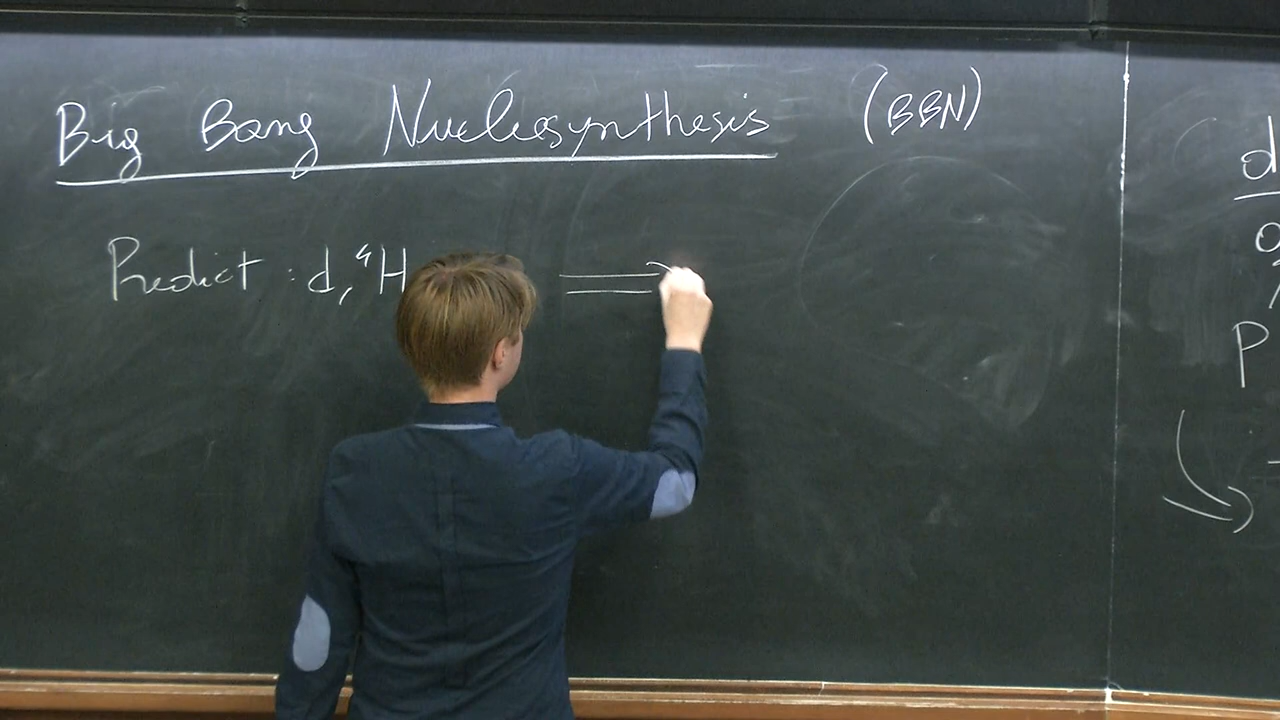 Big Bang Nucleosynthesis (BBN)
Predict : d, ⁴H
d
P